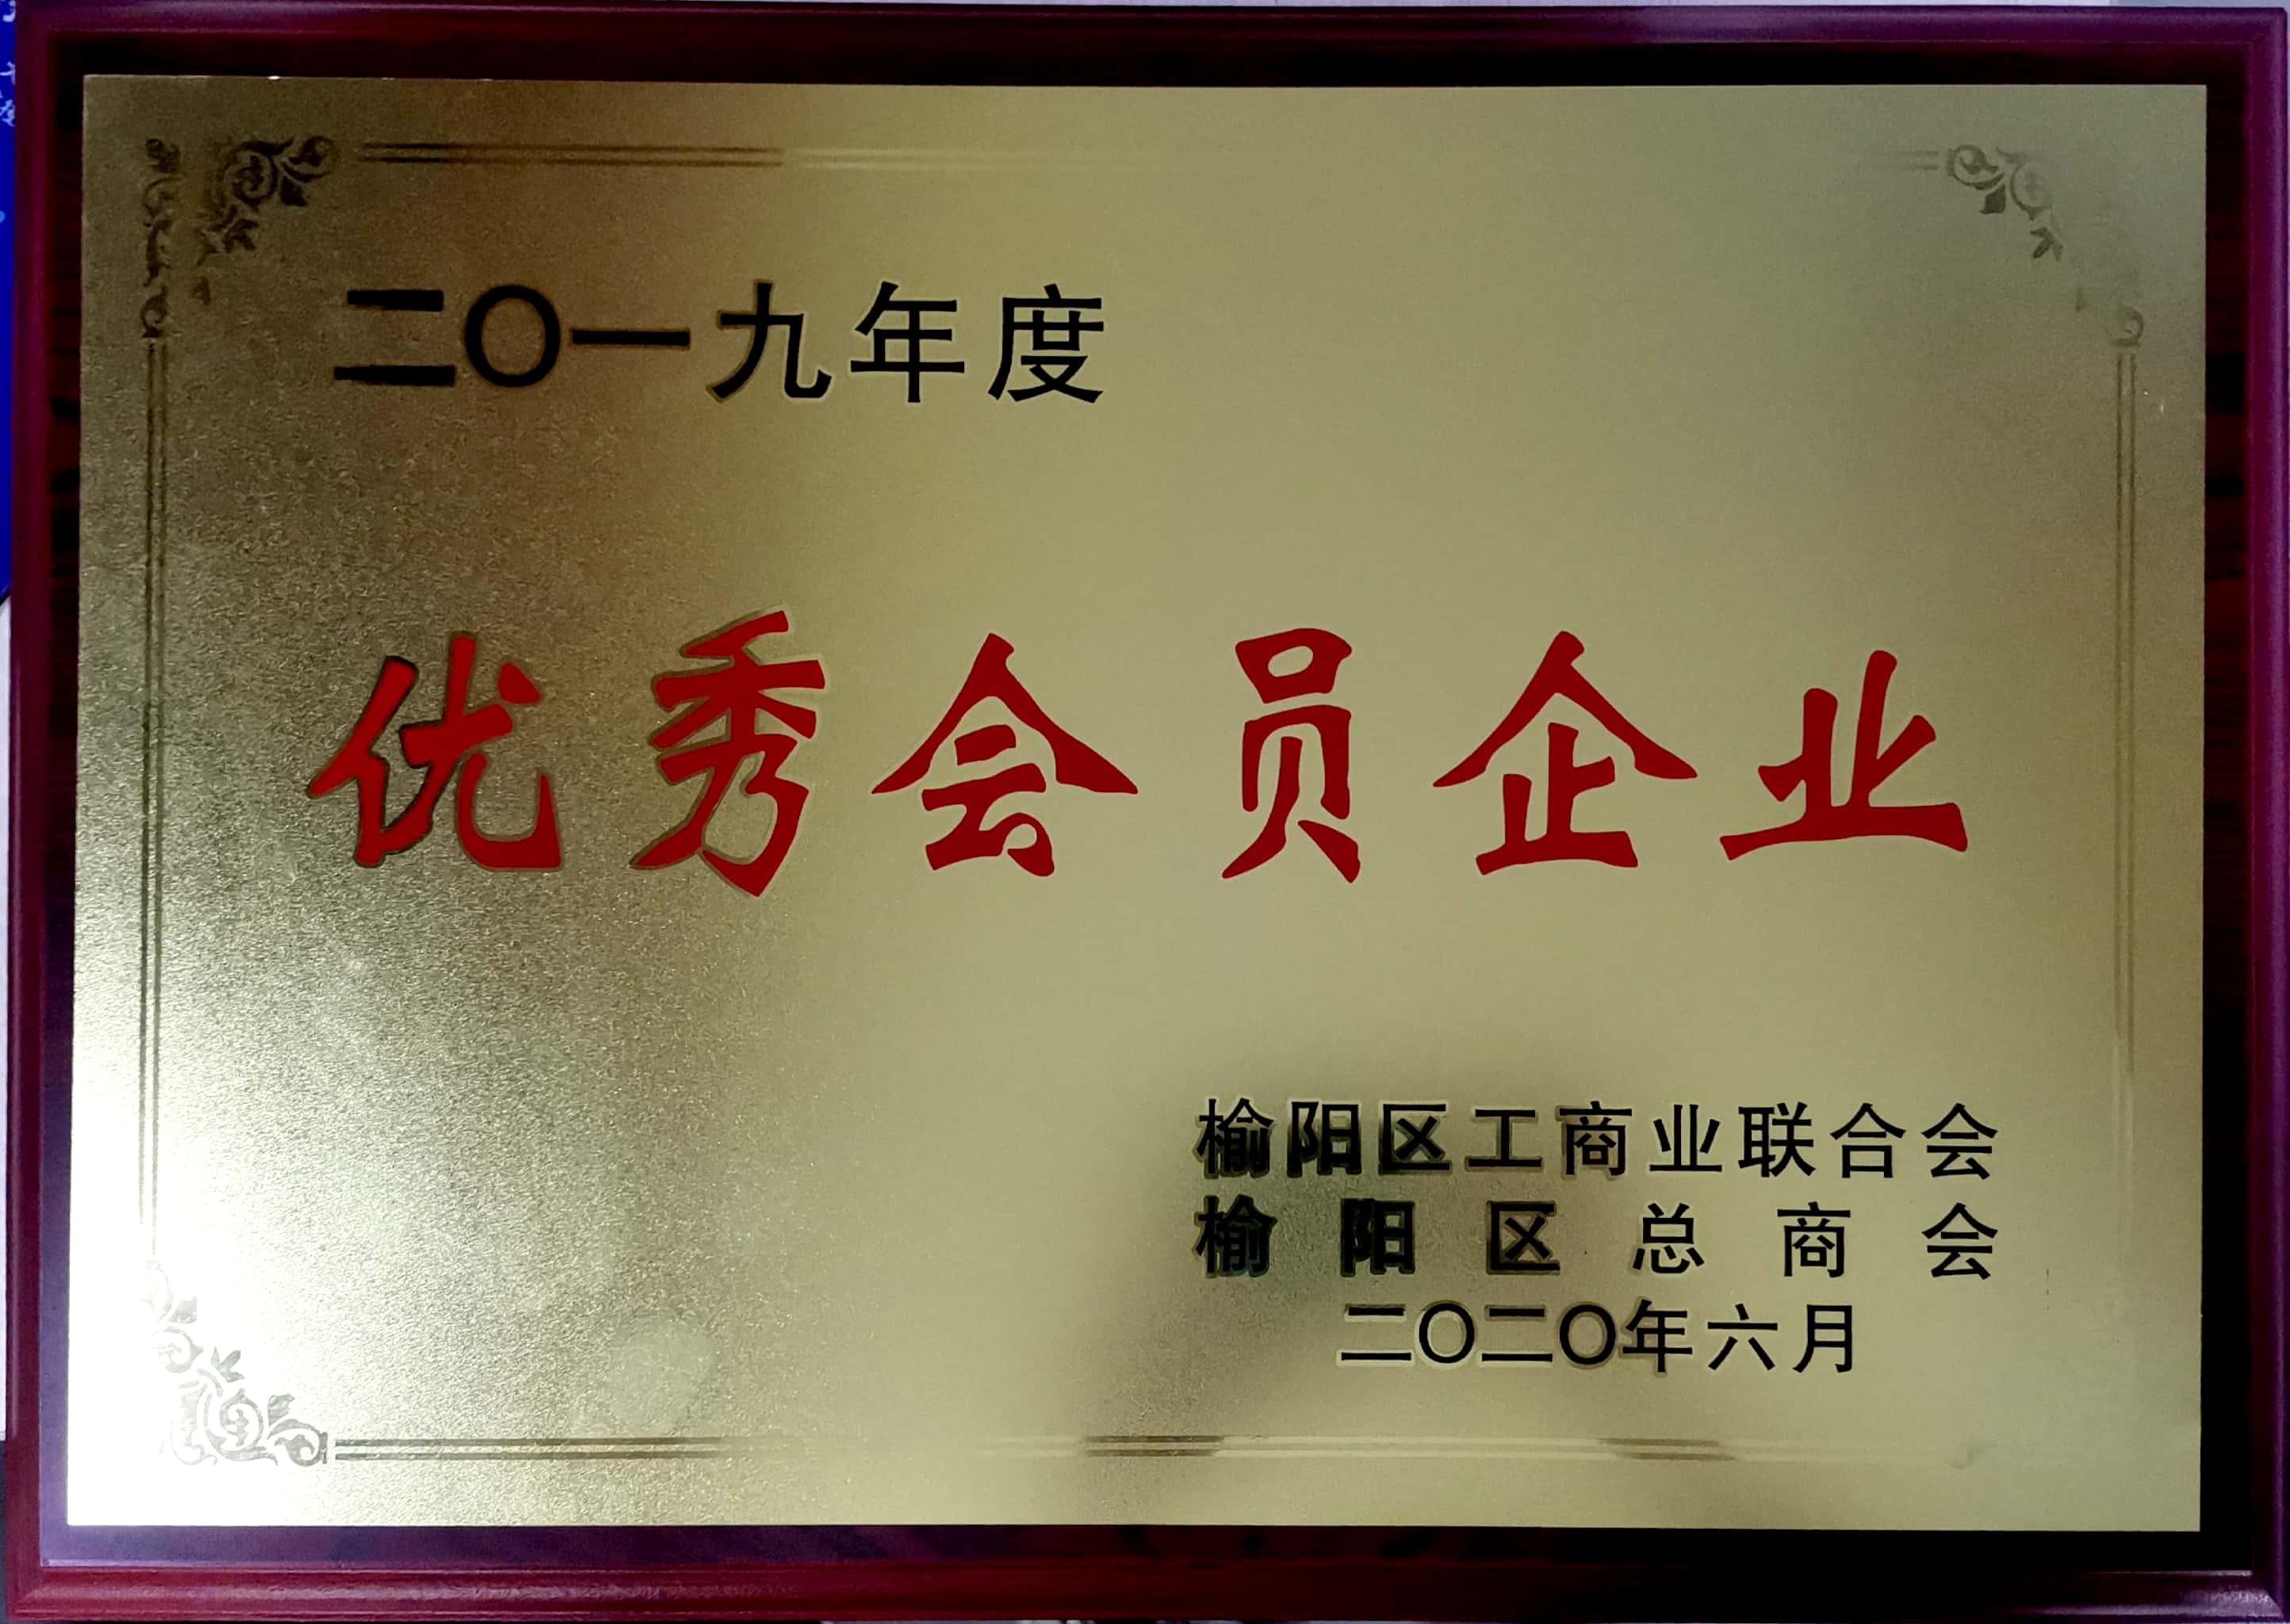 二〇一九年度
优秀会员企业
榆阳区工商业联合会
榆阳区总商会
二〇二〇年六月